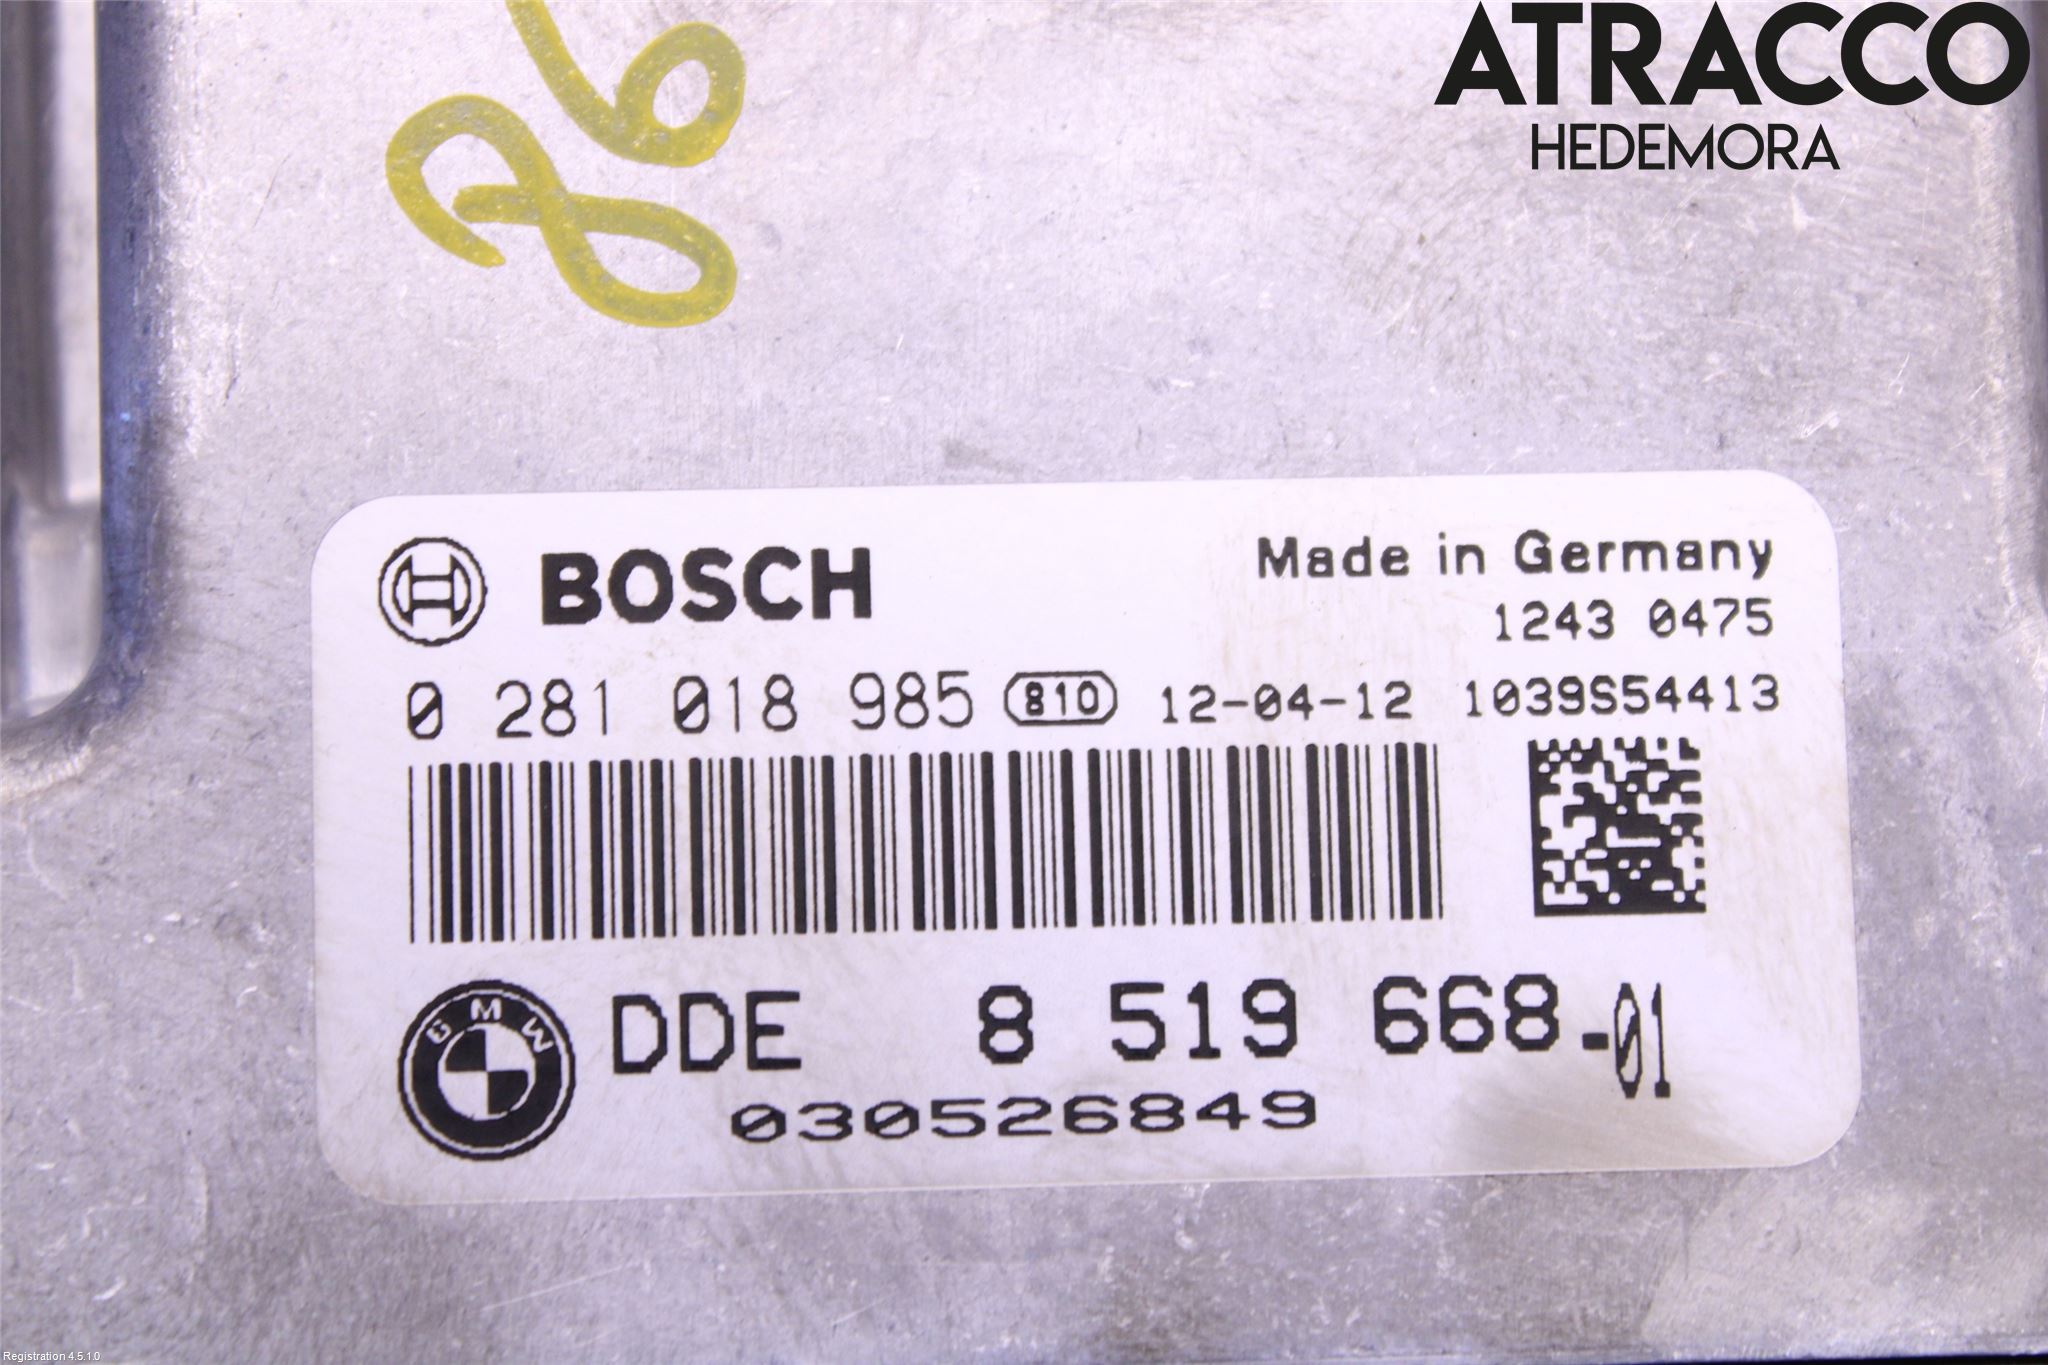 ATRACCO
HEDEMORA
86
BOSCH
Made in Germany
1243 0475
0 281 018 985 810 12-04-12 1039S54413
BMW
DDE 8 519 668-01
030526849
Registration 4.5.1.0